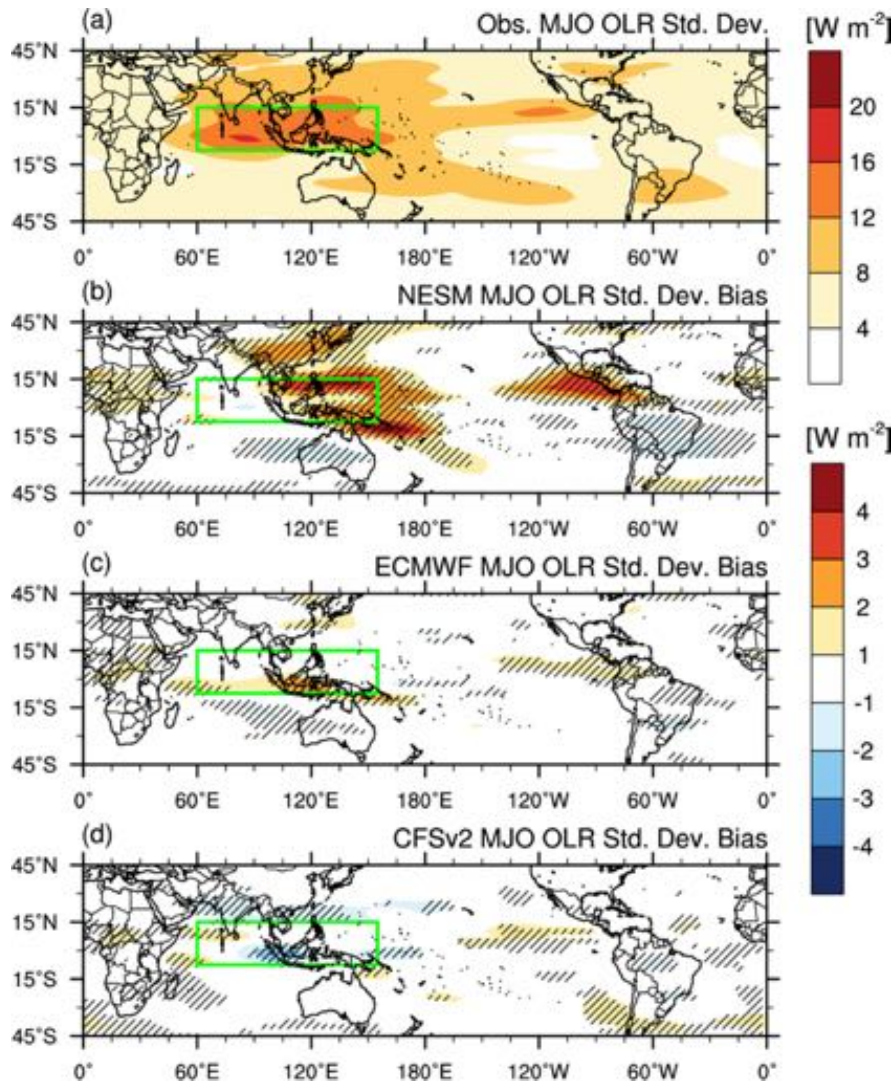 (a) Obs. MJO OLR Std. Dev. [W m-2]
45°N
15°N
15°S
45°S
0° 60°E 120°E 180°E 120°W 60°W 0°
20
16
12
8
4
(b) NESM MJO OLR Std. Dev. Bias
45°N
15°N
15°S
45°S
0° 60°E 120°E 180°E 120°W 60°W 0°
[W m-2]
4
3
2
1
-1
-2
-3
-4
(c) ECMWF MJO OLR Std. Dev. Bias
45°N
15°N
15°S
45°S
0° 60°E 120°E 180°E 120°W 60°W 0°
(d) CFSv2 MJO OLR Std. Dev. Bias
45°N
15°N
15°S
45°S
0° 60°E 120°E 180°E 120°W 60°W 0°